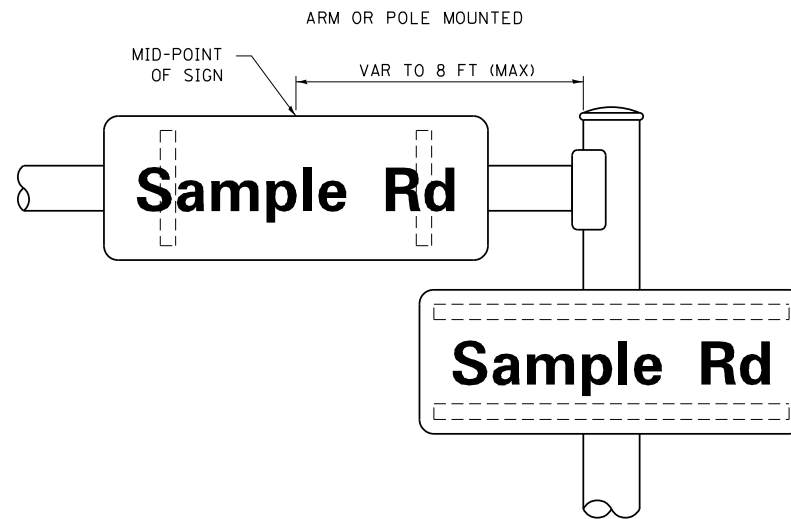 ARM OR POLE MOUNTED
MID-POINT
OF SIGN
VAR TO 8 FT (MAX)
Sample Rd
Sample Rd